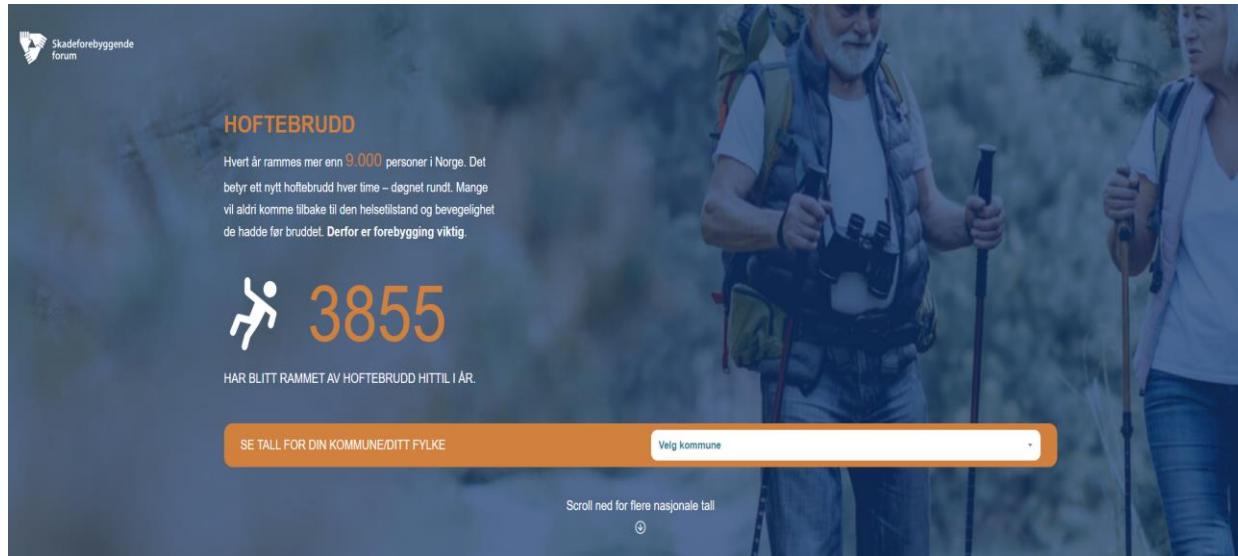 Skadeforebyggende
forum
HOFTEBRUDD
Hvert år rammes mer enn 9.000 personer i Norge. Det
betyr ett nytt hoftebrudd hver time – døgnet rundt. Mange
vil aldri komme tilbake til den helsetilstand og bevegelighet
de hadde før bruddet. Derfor er forebygging viktig.
3855
HAR BLITT RAMMET AV HOFTEBRUDD HITTIL I ÅR.
SE TALL FOR DIN KOMMUNE/DITT FYLKE
Velg kommune
Scroll ned for flere nasjonale tall